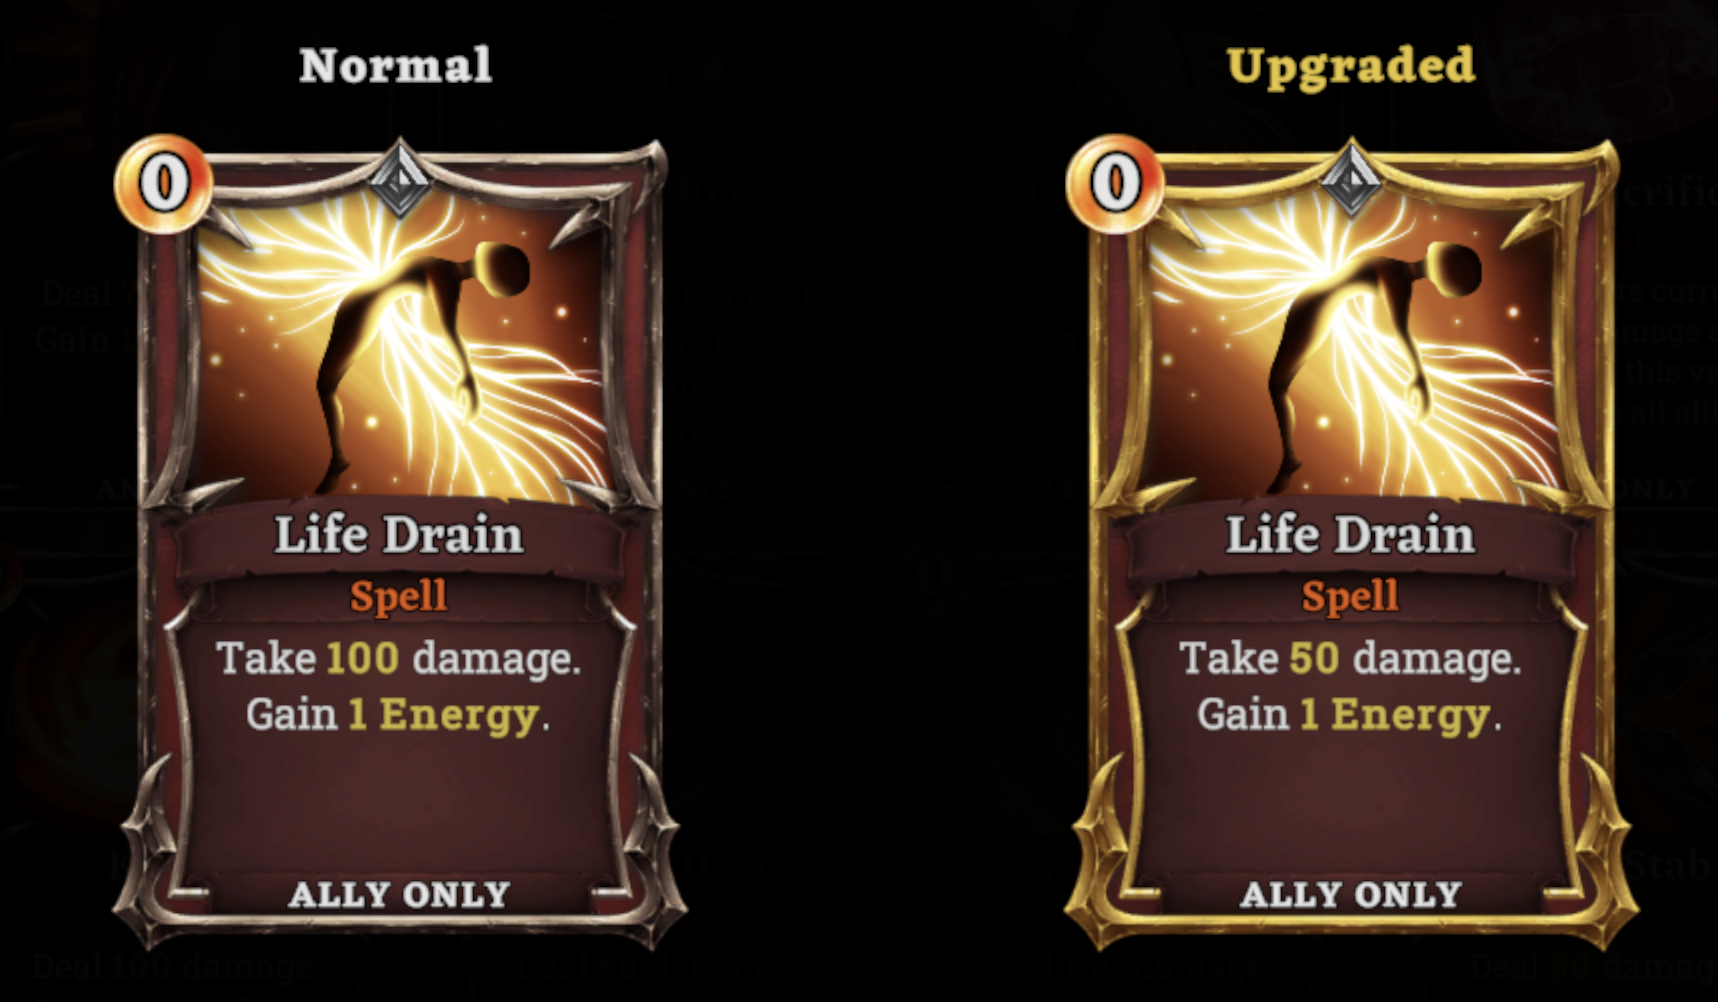 Normal
0
Life Drain
Spell
Take 100 damage.
Gain 1 Energy.
ALLY ONLY
Upgraded
0
Life Drain
Spell
Take 50 damage.
Gain 1 Energy.
ALLY ONLY